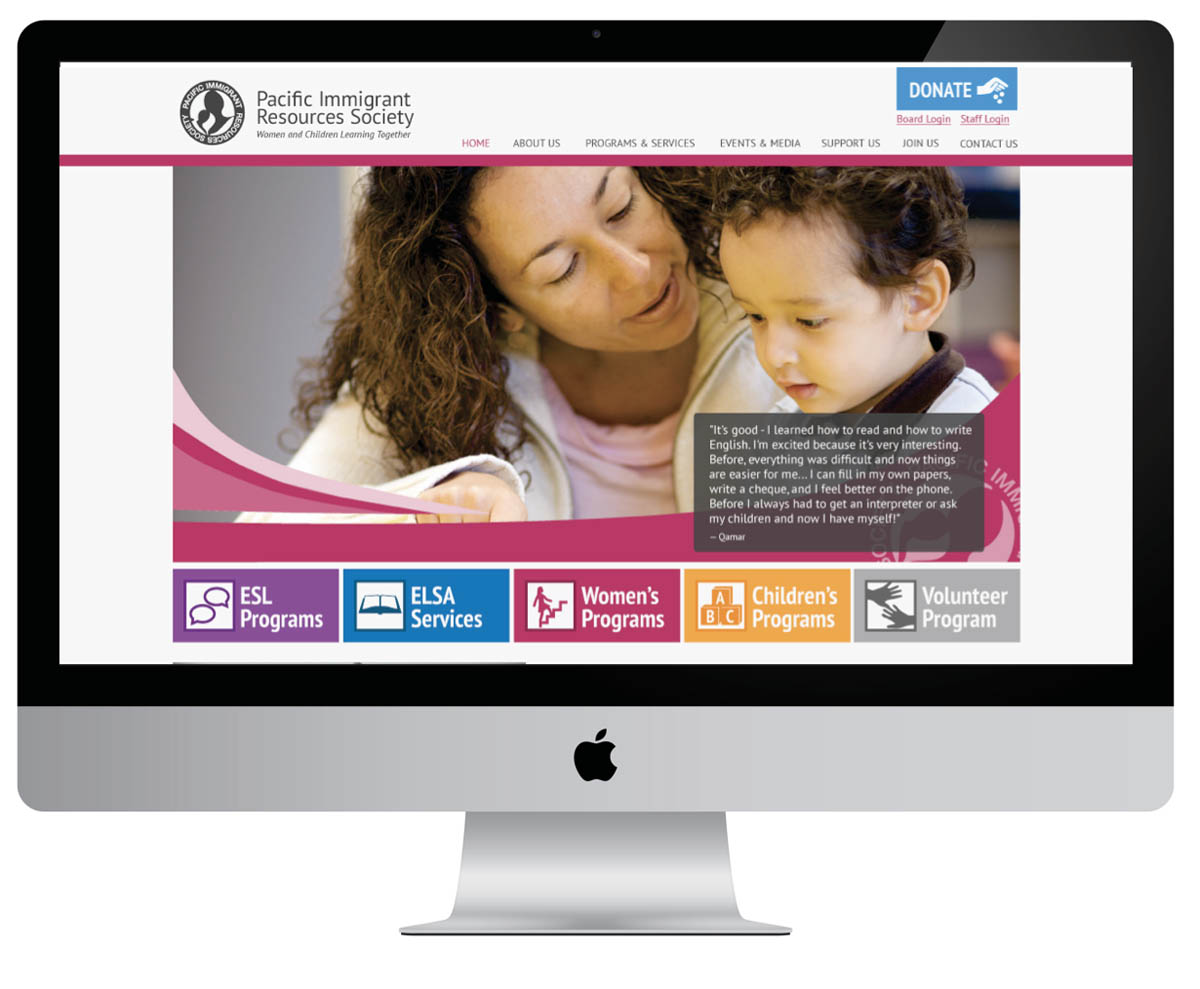 PACIFIC IMMIGRANT RESOURCES SOCIETY
Pacific Immigrant
Resources Society
Women and Children Learning Together
DONATE
Board Login Staff Login
HOME ABOUT US PROGRAMS & SERVICES EVENTS & MEDIA SUPPORT US JOIN US CONTACT US
"It's good - I learned how to read and how to write
English. I'm excited because it's very interesting.
Before, everything was difficult and now things
are easier for me... I can fill in my own papers,
write a cheque, and I feel better on the phone.
Before I always had to get an interpreter or ask
my children and now I have myself!"
— Qamar
ESL
Programs
ELSA
Services
Women's
Programs
A
B C
Children's
Programs
Volunteer
Program